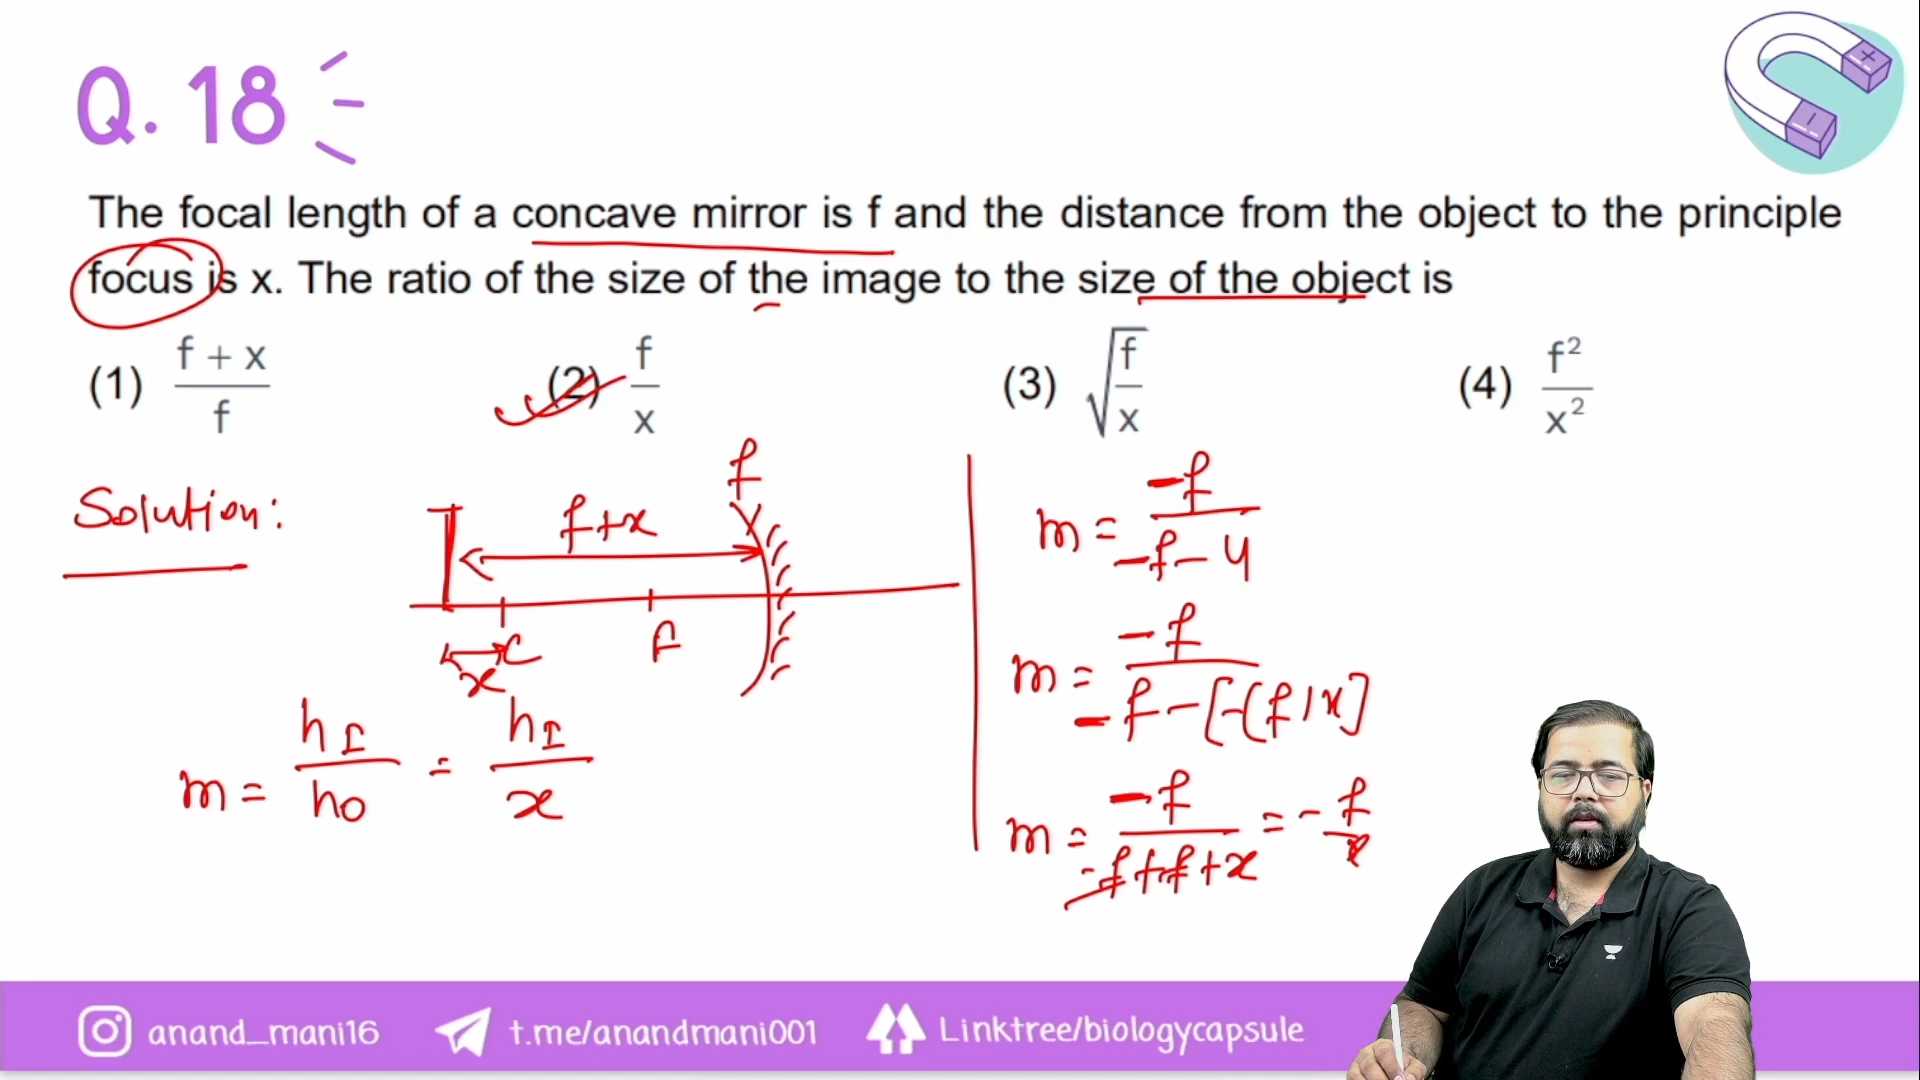 Q. 18
The focal length of a concave mirror is f and the distance from the object to the principle
focus is x. The ratio of the size of the image to the size of the object is
(1) f + x / f (2) f / x (3) √(f / x) (4) f² / x²
Solution:
f
f+x
C
F
x
m = hI / ho = hI / x
m = -f / -f - u
m = -f / -f - [-(f+x]
m = -f / -f+f+x = -f / x
anand_mani16 t.me/anandmani001 Linktree/biologycapsule